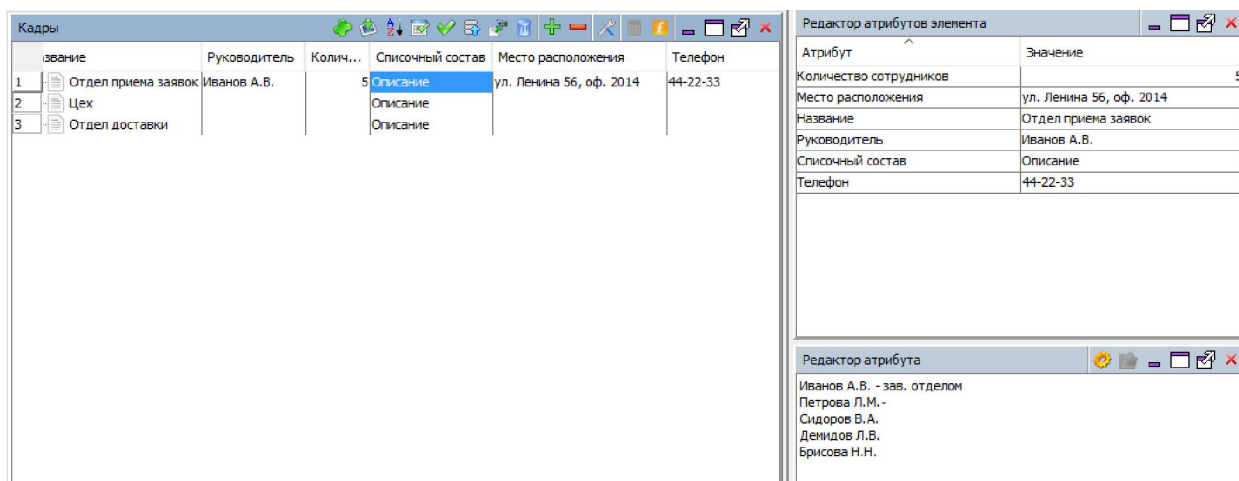 Кадры
звание Руководитель Колич... Списочный состав Место расположения Телефон
1 Отдел приема заявок Иванов А.В. 5 Описание ул. Ленина 56, оф. 2014 44-22-33
2 Цех Описание
3 Отдел доставки Описание
Редактор атрибутов элемента
Атрибут Значение
Количество сотрудников 5
Место расположения ул. Ленина 56, оф. 2014
Название Отдел приема заявок
Руководитель Иванов А.В.
Списочный состав Описание
Телефон 44-22-33
Редактор атрибута
Иванов А.В. - зав. отделом
Петрова Л.М.-
Сидоров В.А.
Демидов Л.В.
Брисова Н.Н.